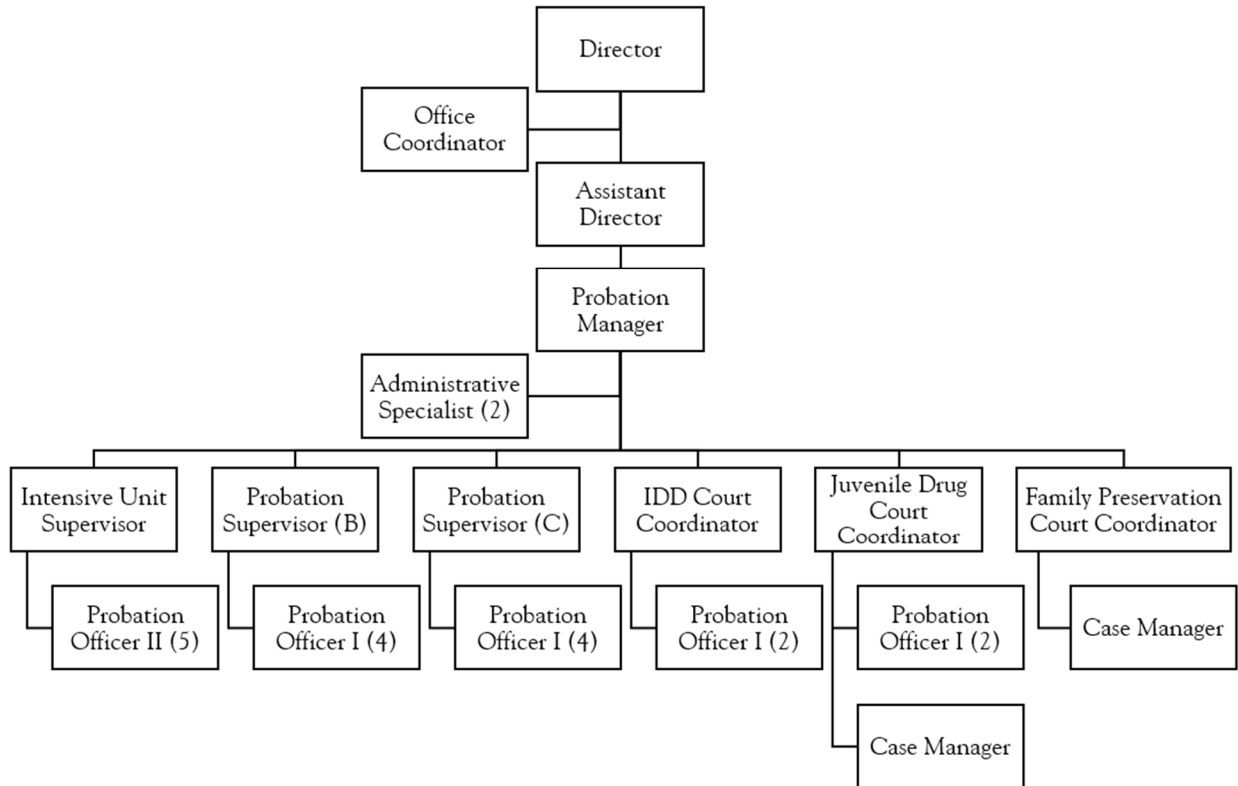 Director
Office
Coordinator
Assistant
Director
Probation
Manager
Administrative
Specialist (2)
Intensive Unit
Supervisor
Probation
Supervisor (B)
Probation
Supervisor (C)
IDD Court
Coordinator
Juvenile Drug
Court
Coordinator
Family Preservation
Court Coordinator
Probation
Officer II (5)
Probation
Officer I (4)
Probation
Officer I (4)
Probation
Officer I (2)
Probation
Officer I (2)
Case Manager
Case Manager